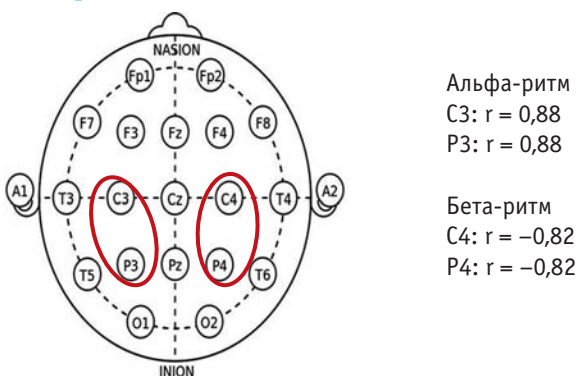 NASION
Fp1 Fp2
F7 F3 Fz F4 F8
A1 T3 C3 Cz C4 T4 A2
T5 P3 Pz P4 T6
O1 O2
INION
Альфа-ритм
C3: r = 0,88
P3: r = 0,88
Бета-ритм
C4: r = −0,82
P4: r = −0,82